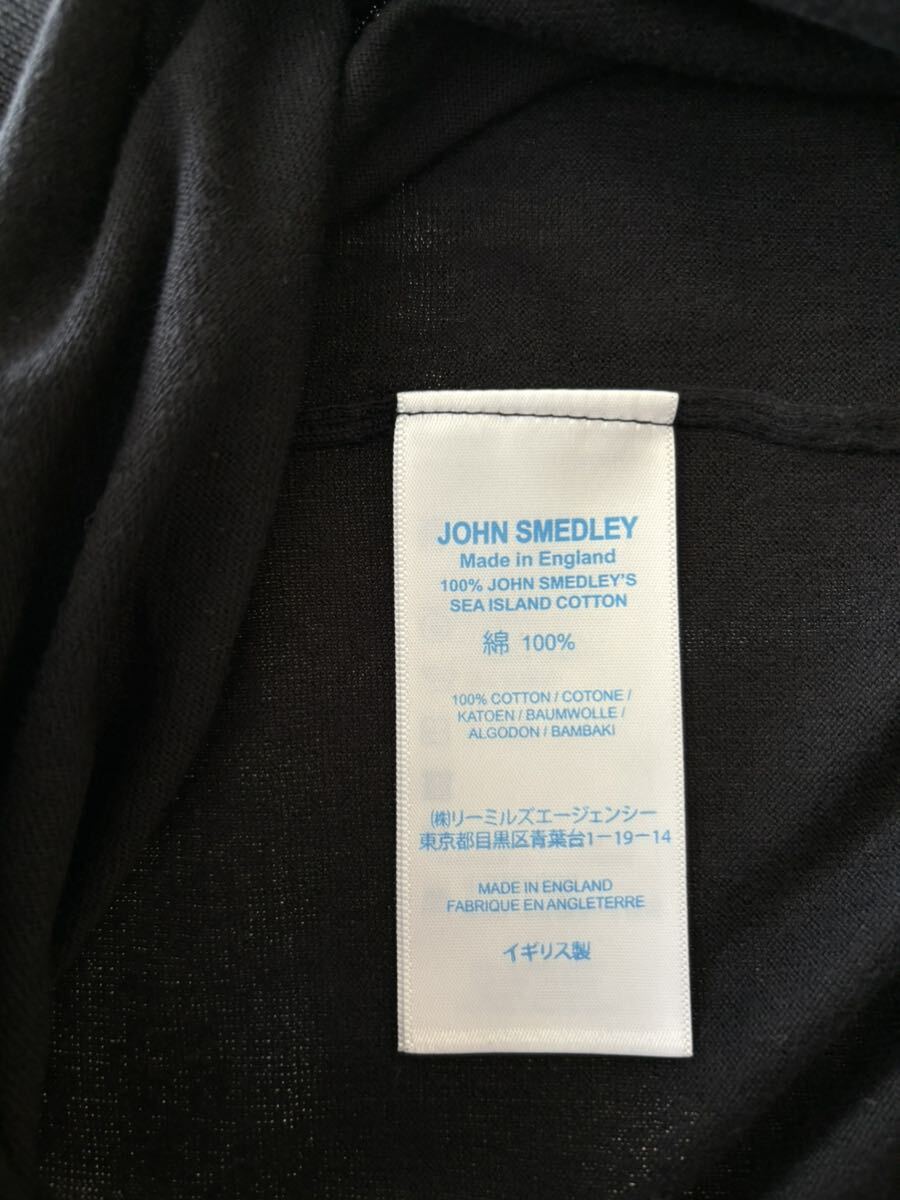 JOHN SMEDLEY
Made in England
100% JOHN SMEDLEY'S
SEA ISLAND COTTON
綿 100%
100% COTTON / COTONE /
KATOEN / BAUMWOLLE /
ALGODON / BAMBAKI
㈱リーミルズエージェンシー
東京都目黒区青葉台1-19-14
MADE IN ENGLAND
FABRIQUE EN ANGLETERRE
イギリス製